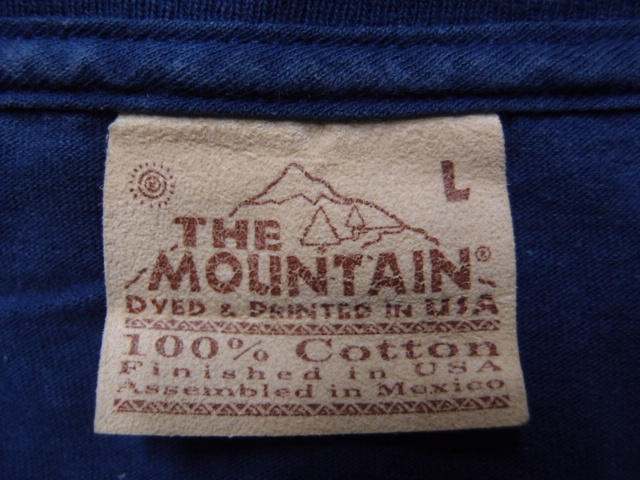 L
THE
MOUNTAIN®
DYED & PRINTED IN USA
100% Cotton
Finished in USA
Assembled in Mexico